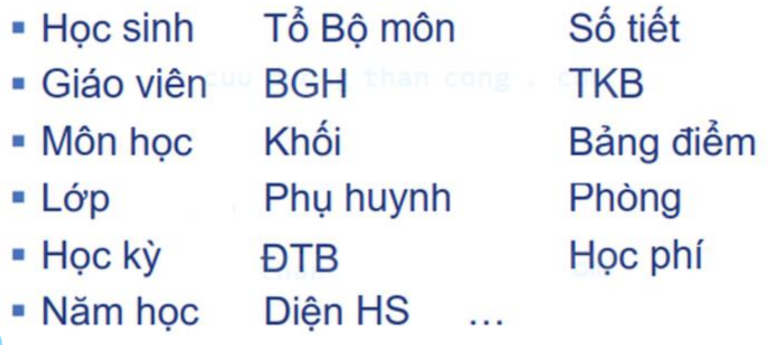 ▪ Học sinh Tổ Bộ môn Số tiết
▪ Giáo viên BGH TKB
▪ Môn học Khối Bảng điểm
▪ Lớp Phụ huynh Phòng
▪ Học kỳ ĐTB Học phí
▪ Năm học Diện HS ...